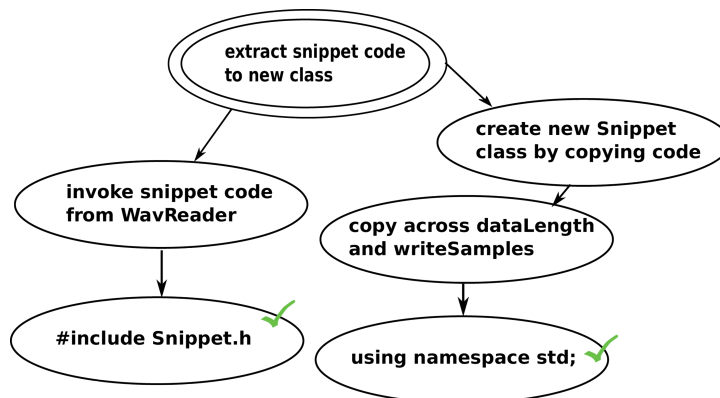 extract snippet code
to new class
create new Snippet
class by copying code
invoke snippet code
from WavReader
copy across dataLength
and writeSamples
#include Snippet.h
using namespace std;